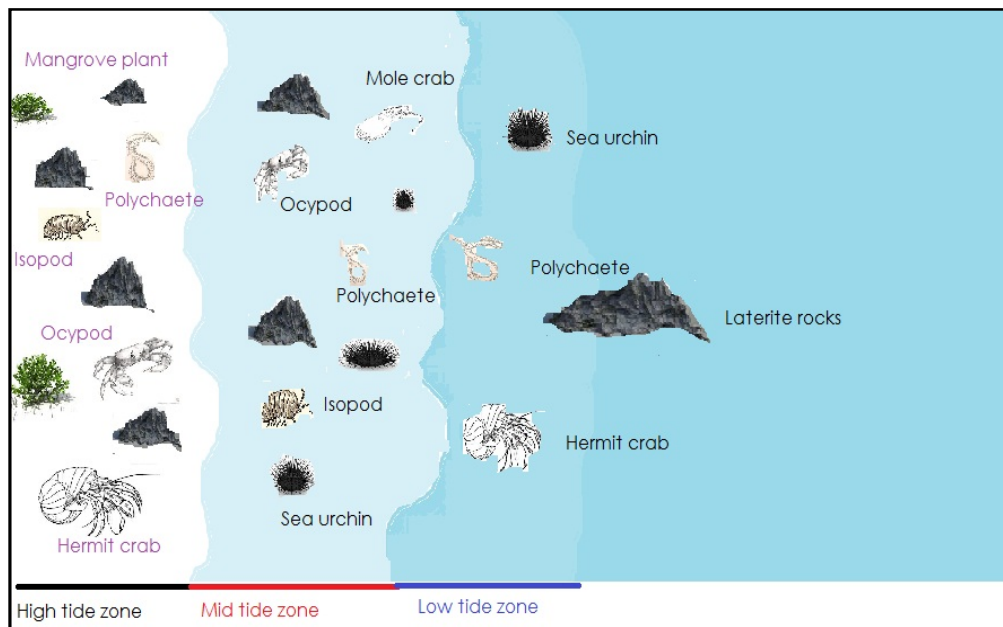 Mangrove plant
Polychaete
Isopod
Ocypod
Hermit crab
Mole crab
Ocypod
Polychaete
Isopod
Sea urchin
Sea urchin
Polychaete
Laterite rocks
Hermit crab
High tide zone
Mid tide zone
Low tide zone